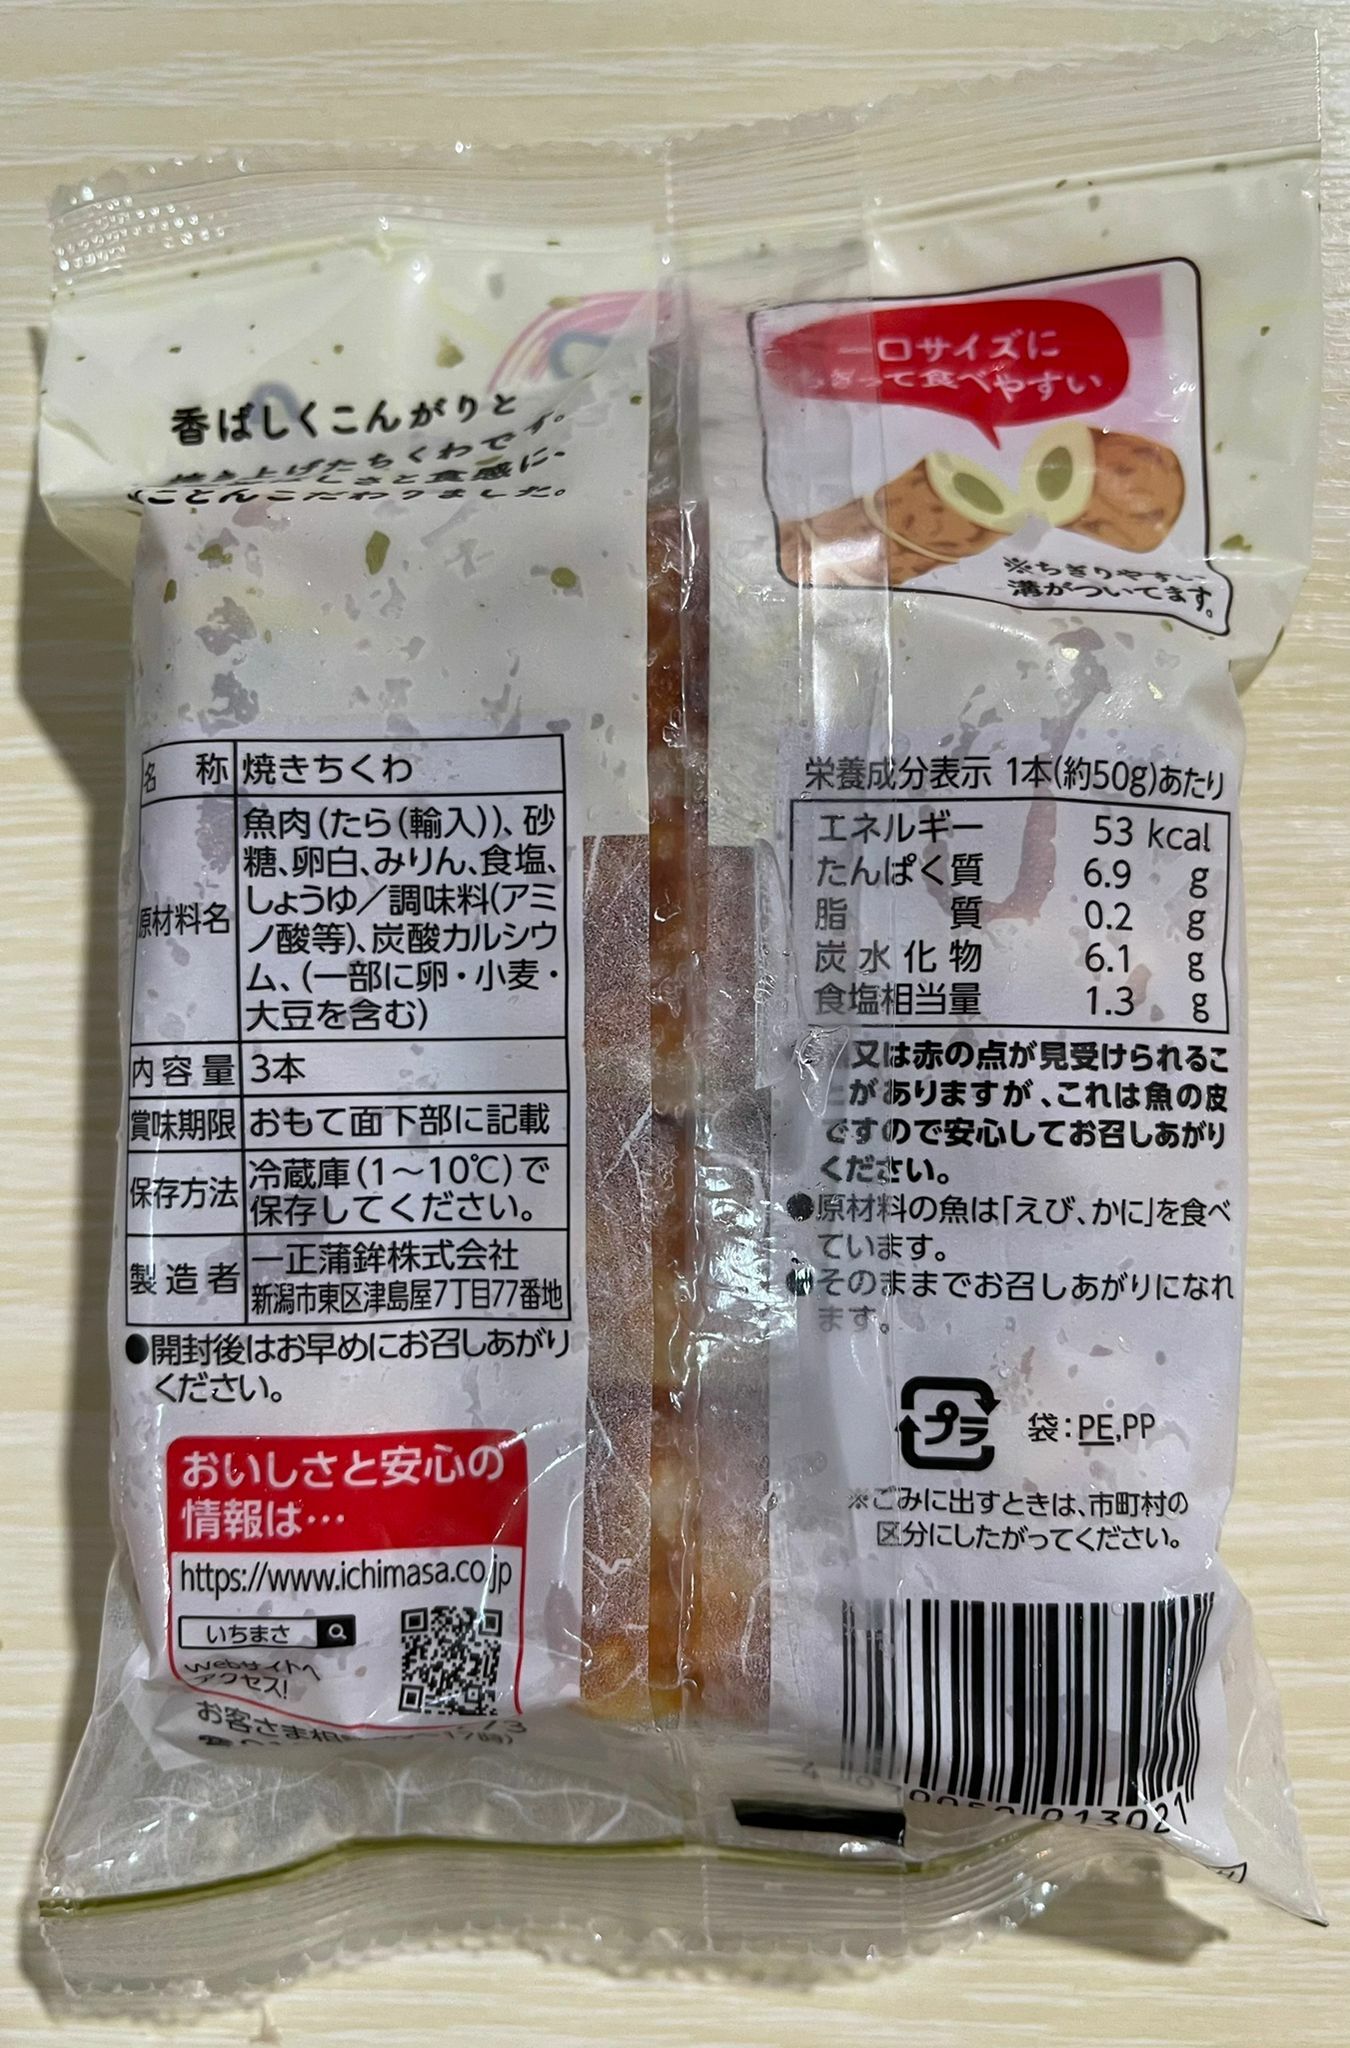 香ばしくこんがりと
焼き上げたちくわです。
さと食感に、
とことんこだわりました。
一口サイズに
ちぎって食べやすい
※ちぎりやすい
溝がついてます。
名称 焼きちくわ
原材料名 魚肉(たら(輸入))、砂
糖、卵白、みりん、食塩、
しょうゆ／調味料(アミ
ノ酸等)、炭酸カルシウ
ム、(一部に卵・小麦・
大豆を含む)
内容量 3本
賞味期限 おもて面下部に記載
保存方法 冷蔵庫(1～10℃)で
保存してください。
製造者 一正蒲鉾株式会社
新潟市東区津島屋7丁目77番地
●開封後はお早めにお召しあがり
ください。
おいしさと安心の
情報は…
https://www.ichimasa.co.jp
いちまさ
Webサイトへ
アクセス!
お客さま相
栄養成分表示 1本(約50g)あたり
エネルギー 53 kcal
たんぱく質 6.9 g
脂質 0.2 g
炭水化物 6.1 g
食塩相当量 1.3 g
又は赤の点が見受けられるこ
とがありますが、これは魚の皮
ですので安心してお召しあがり
ください。
●原材料の魚は「えび、かに」を食べ
ています。
●そのままでお召しあがりになれ
ます。
プラ 袋:PE,PP
※ごみに出すときは、市町村の
区分にしたがってください。
013021